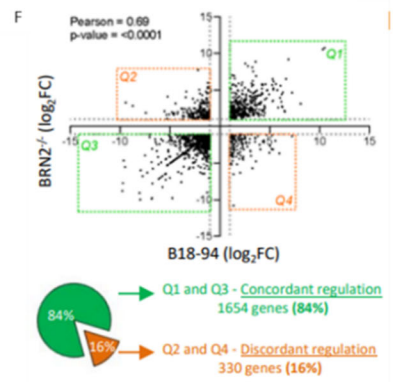 F
Pearson = 0.69
p-value = <0.0001
15
10
5
Q1
Q2
BRN2-/- (log2FC)
-15 -10 5 10 15
Q3
Q4
-10
-15
B18-94 (log2FC)
84%
16%
Q1 and Q3 - Concordant regulation
1654 genes (84%)
Q2 and Q4 - Discordant regulation
330 genes (16%)